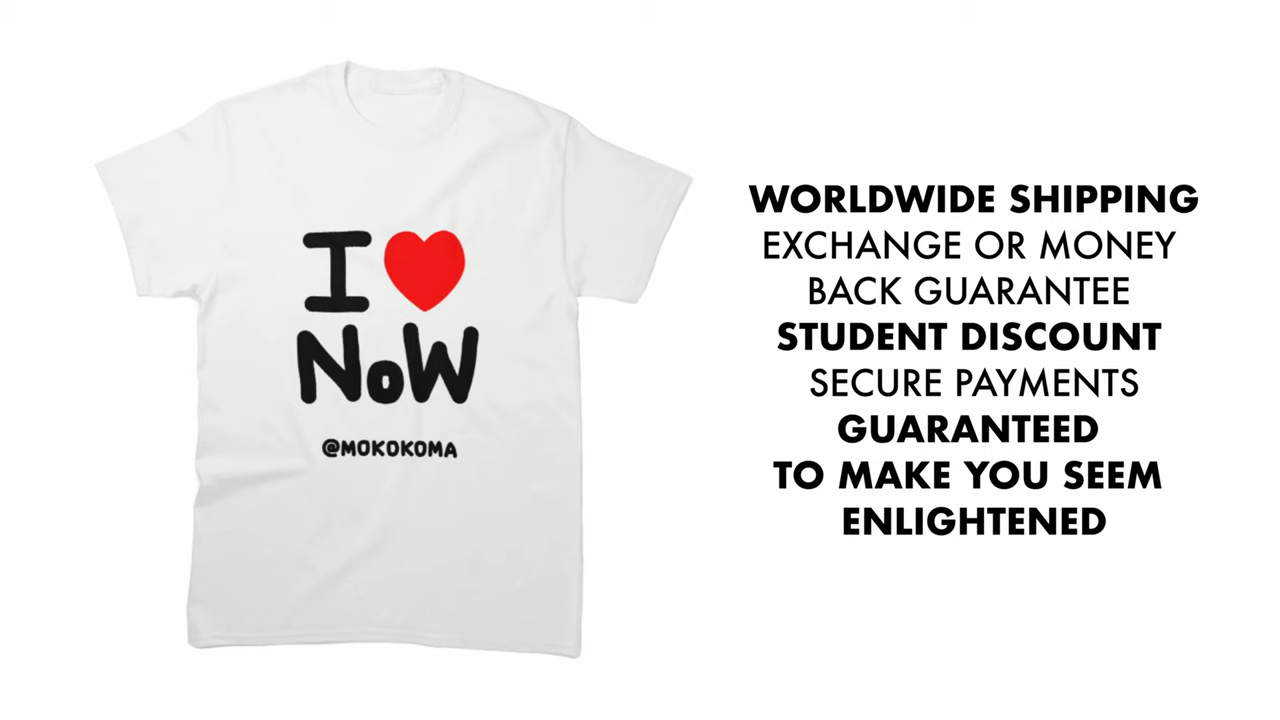 I ❤ NoW
@MOKOKOMA
WORLDWIDE SHIPPING
EXCHANGE OR MONEY
BACK GUARANTEE
STUDENT DISCOUNT
SECURE PAYMENTS
GUARANTEED
TO MAKE YOU SEEM
ENLIGHTENED